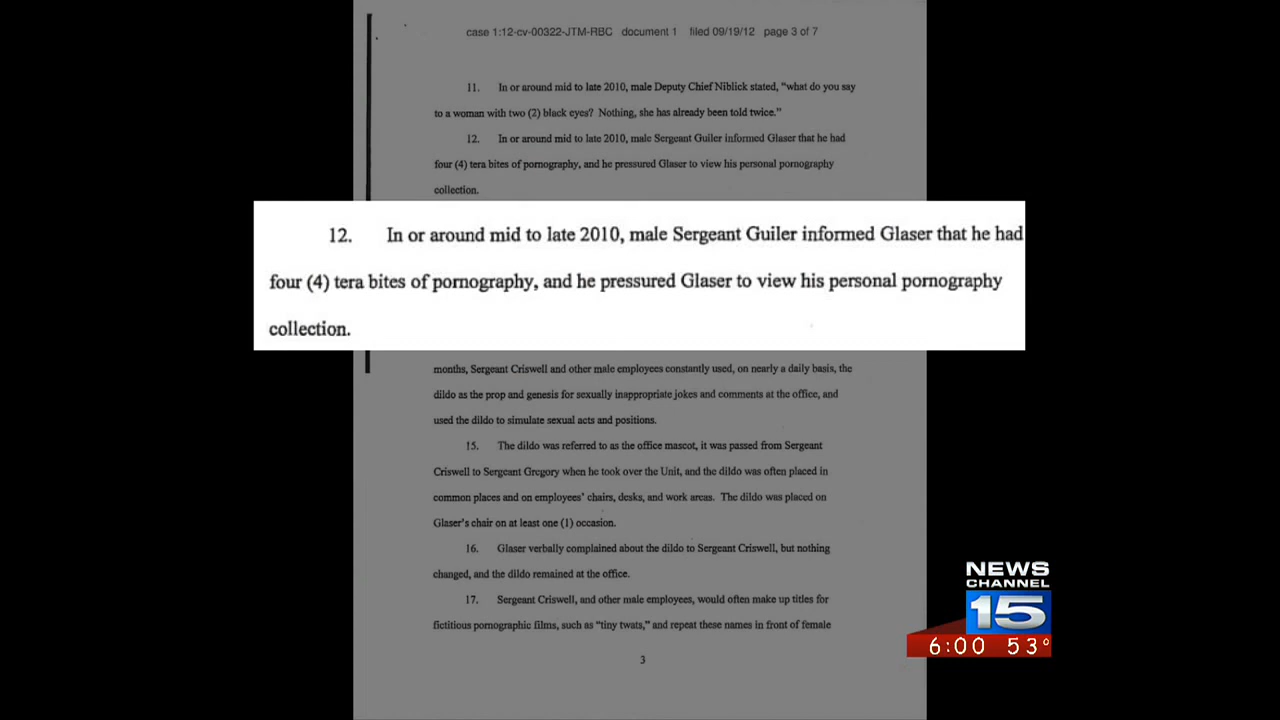 case 1:12-cv-00322-JTM-RBC document 1 filed 09/19/12 page 3 of 7
11. In or around mid to late 2010, male Deputy Chief Niblick stated, "what do you say
to a woman with two (2) black eyes? Nothing, she has already been told twice."
12. In or around mid to late 2010, male Sergeant Guiler informed Glaser that he had
four (4) tera bites of pornography, and he pressured Glaser to view his personal pornography
collection.
12. In or around mid to late 2010, male Sergeant Guiler informed Glaser that he had
four (4) tera bites of pornography, and he pressured Glaser to view his personal pornography
collection.
months, Sergeant Criswell and other male employees constantly used, on nearly a daily basis, the
dildo as the prop and genesis for sexually inappropriate jokes and comments at the office, and
used the dildo to simulate sexual acts and positions.
15. The dildo was referred to as the office mascot, it was passed from Sergeant
Criswell to Sergeant Gregory when he took over the Unit, and the dildo was often placed in
common places and on employees' chairs, desks, and work areas. The dildo was placed on
Glaser's chair on at least one (1) occasion.
16. Glaser verbally complained about the dildo to Sergeant Criswell, but nothing
changed, and the dildo remained at the office.
17. Sergeant Criswell, and other male employees, would often make up titles for
fictitious pornographic films, such as "tiny twats," and repeat these names in front of female
3
NEWS
CHANNEL
15
6:00 53°